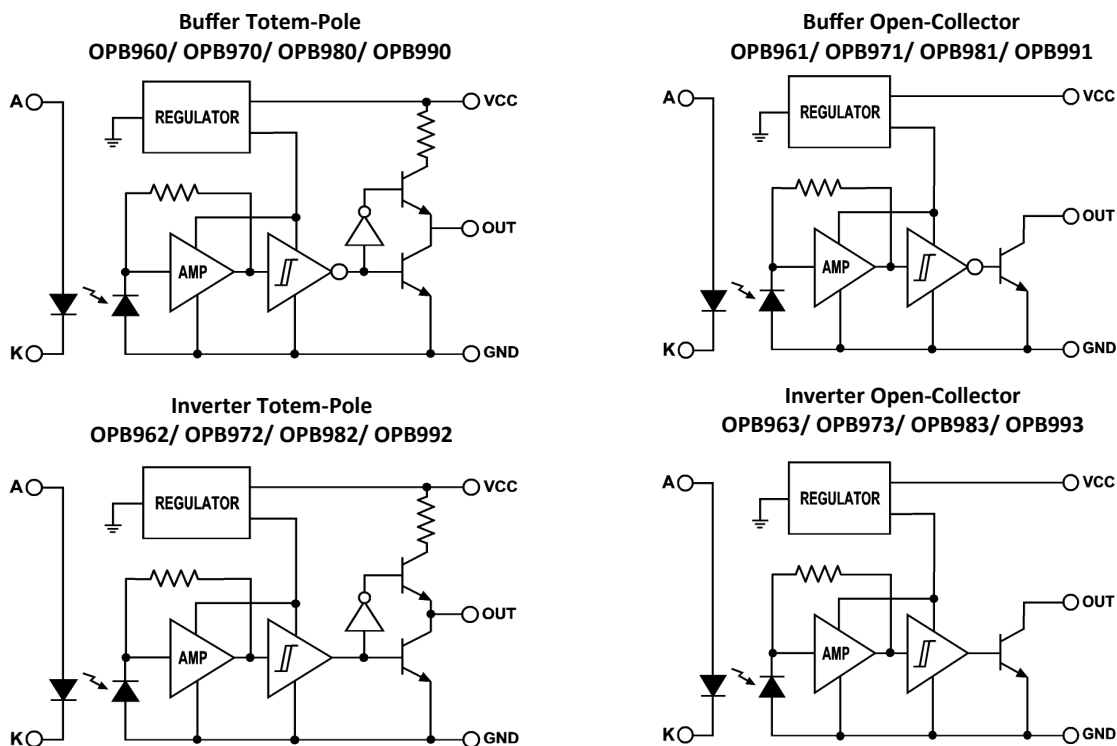 Buffer Totem-Pole
OPB960/ OPB970/ OPB980/ OPB990
A
REGULATOR
VCC
AMP
OUT
K
GND
Buffer Open-Collector
OPB961/ OPB971/ OPB981/ OPB991
A
REGULATOR
VCC
AMP
OUT
K
GND
Inverter Totem-Pole
OPB962/ OPB972/ OPB982/ OPB992
A
REGULATOR
VCC
AMP
OUT
K
GND
Inverter Open-Collector
OPB963/ OPB973/ OPB983/ OPB993
A
REGULATOR
VCC
AMP
OUT
K
GND